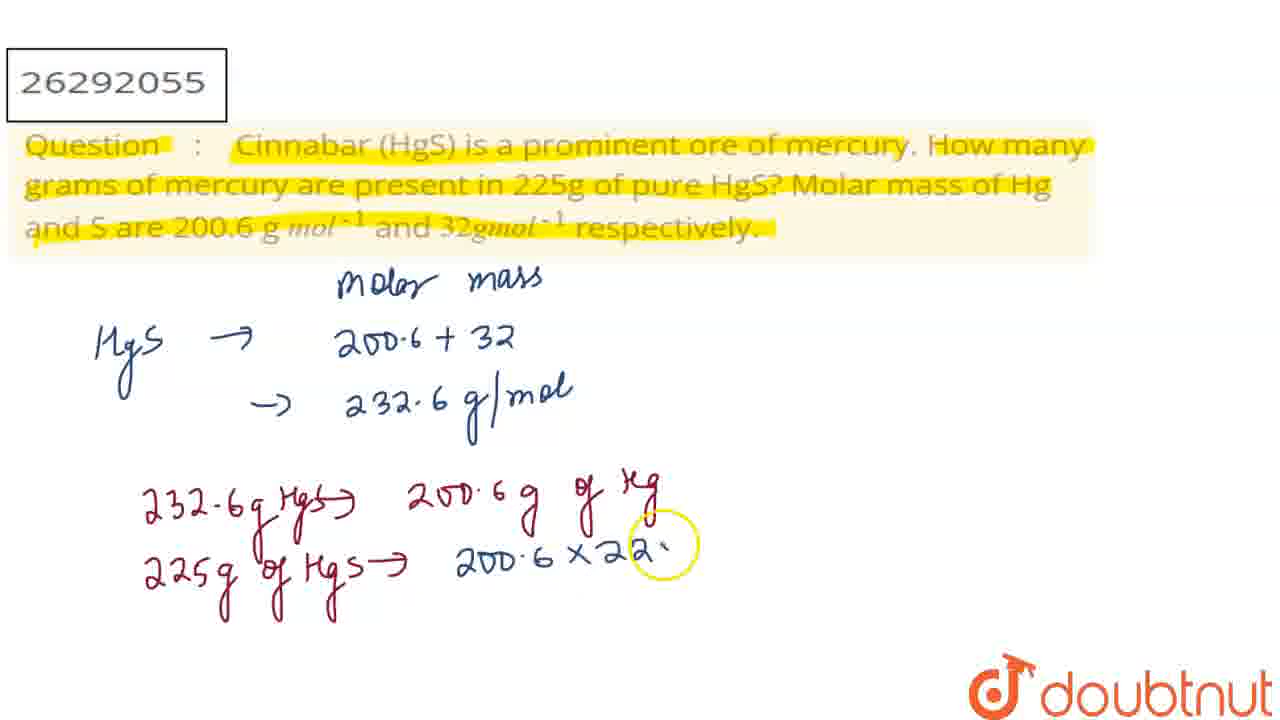 26292055
Question : Cinnabar (HgS) is a prominent ore of mercury. How many
grams of mercury are present in 225g of pure HgS? Molar mass of Hg
and S are 200.6 g mol⁻¹ and 32gmol⁻¹ respectively.
molar mass
HgS → 200.6 + 32
→ 232.6 g/mol
232.6g HgS → 200.6 g of Hg
225g of HgS → 200.6 × 22
doubtnut